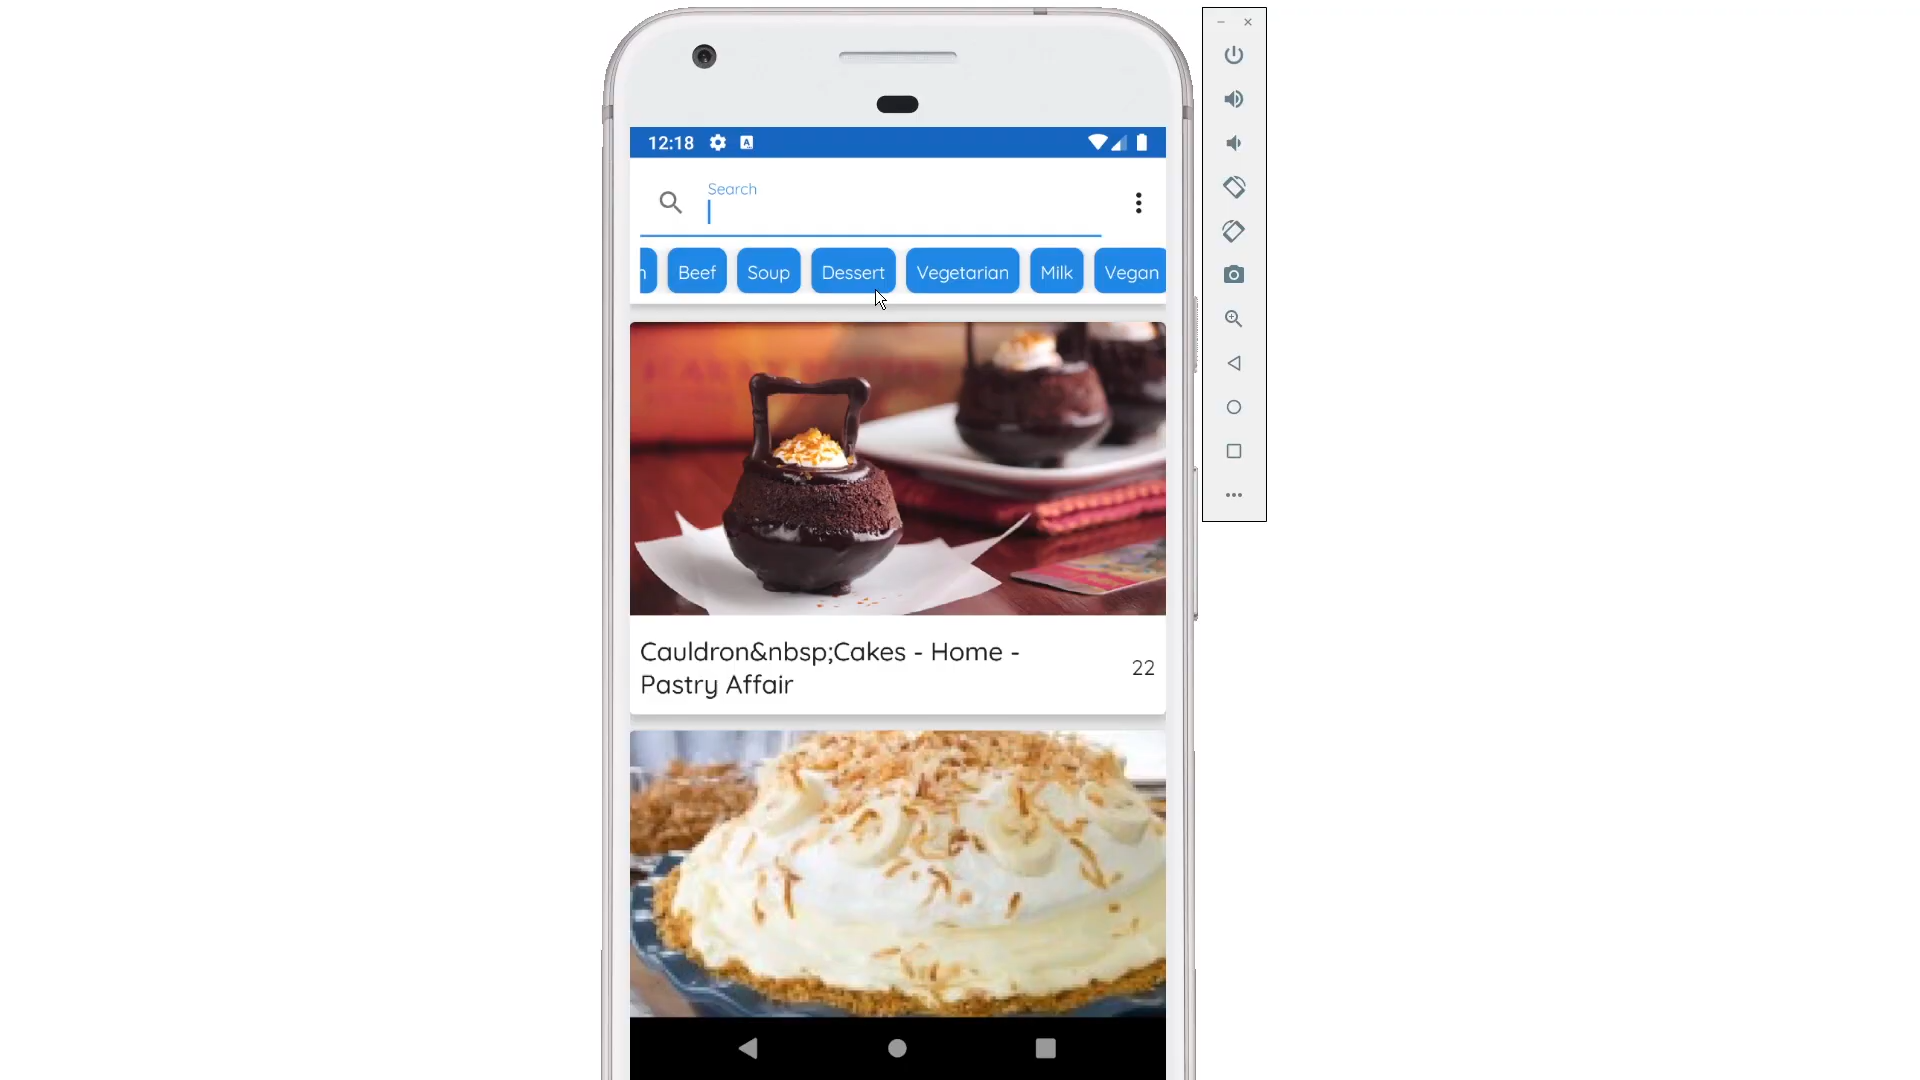 12:18
Search
n Beef Soup Dessert Vegetarian Milk Vegan
Cauldron&nbsp;Cakes - Home -
Pastry Affair
22